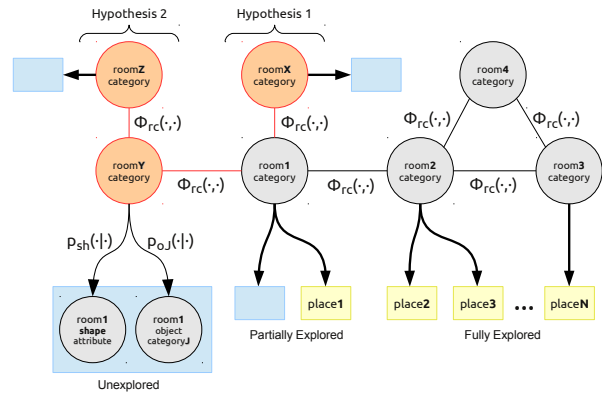 Hypothesis 2
Hypothesis 1
roomZ
category
roomX
category
room4
category
Φrc(·,·)
Φrc(·,·)
Φrc(·,·)
Φrc(·,·)
roomY
category
room1
category
room2
category
room3
category
Φrc(·,·)
Φrc(·,·)
Φrc(·,·)
psh(·|·)
poJ(·|·)
room1
shape
attribute
room1
object
categoryJ
place1
place2
place3
...
placeN
Partially Explored
Fully Explored
Unexplored